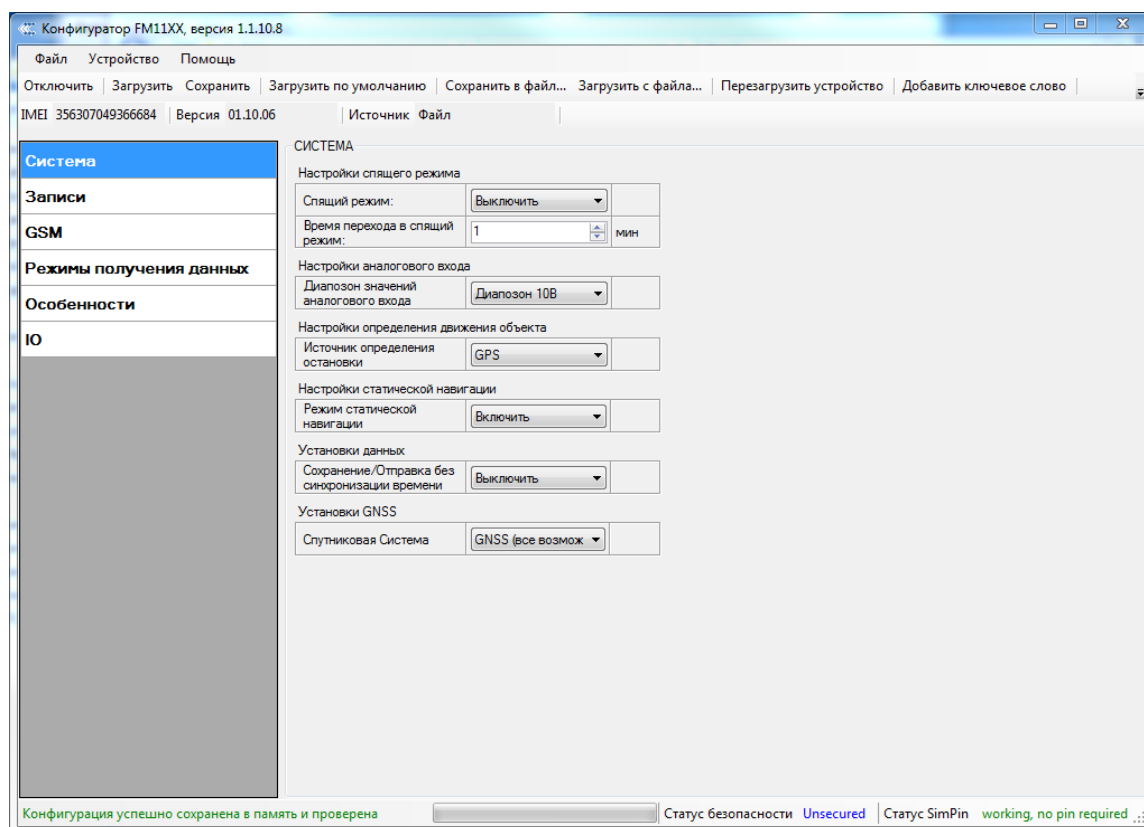 Конфигуратор FM11XX, версия 1.1.10.8
Файл Устройство Помощь
Отключить Загрузить Сохранить Загрузить по умолчанию Сохранить в файл... Загрузить с файла... Перезагрузить устройство Добавить ключевое слово
IMEI 356307049366684 Версия 01.10.06 Источник Файл
Система
Записи
GSM
Режимы получения данных
Особенности
IO
СИСТЕМА
Настройки спящего режима
Спящий режим: Выключить
Время перехода в спящий
режим: 1 мин
Настройки аналогового входа
Диапозон значений
аналогового входа Диапозон 10В
Настройки определения движения объекта
Источник определения
остановки GPS
Настройки статической навигации
Режим статической
навигации Включить
Установки данных
Сохранение/Отправка без
синхронизации времени Выключить
Установки GNSS
Спутниковая Система GNSS (все возмож
Конфигурация успешно сохранена в память и проверена Статус безопасности Unsecured Статус SimPin working, no pin required